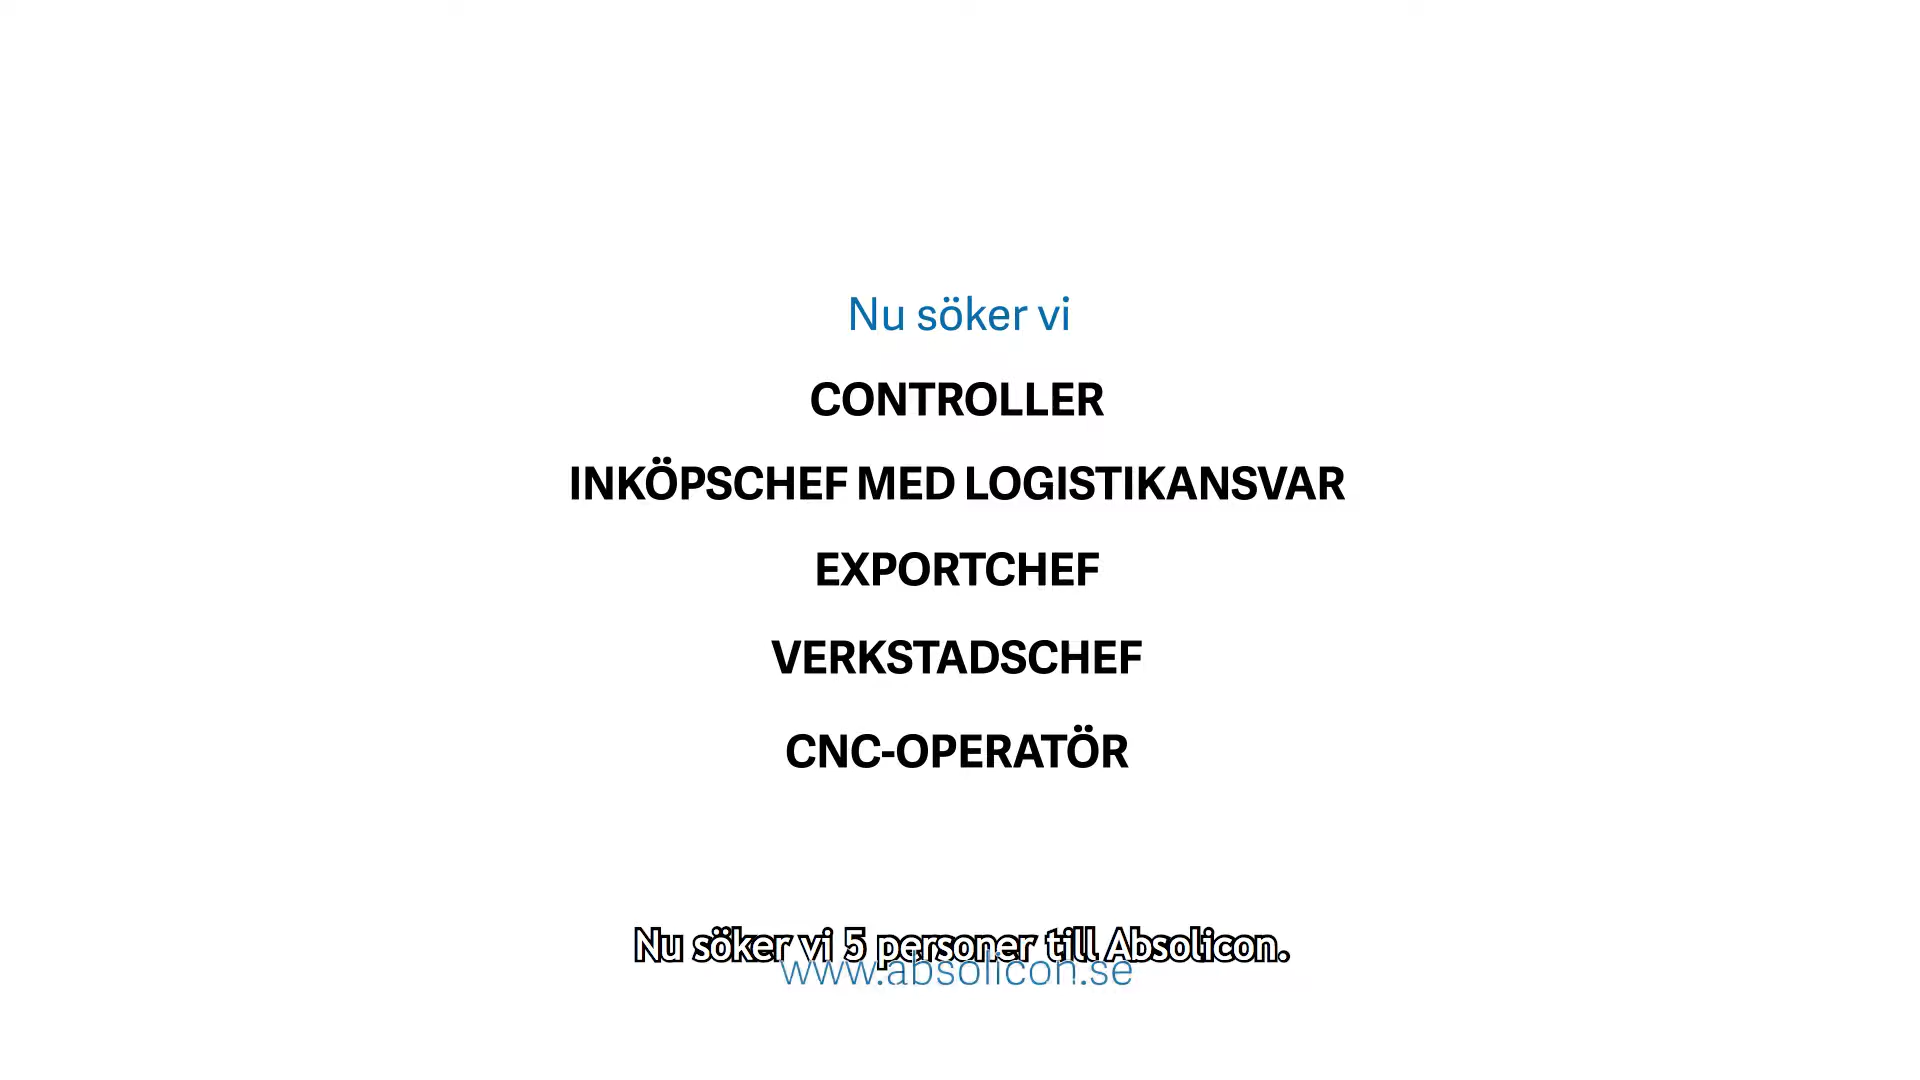 Nu söker vi
CONTROLLER
INKÖPSCHEF MED LOGISTIKANSVAR
EXPORTCHEF
VERKSTADSCHEF
CNC-OPERATÖR
Nu söker vi 5 personer till Absolicon.
www.absolicon.se